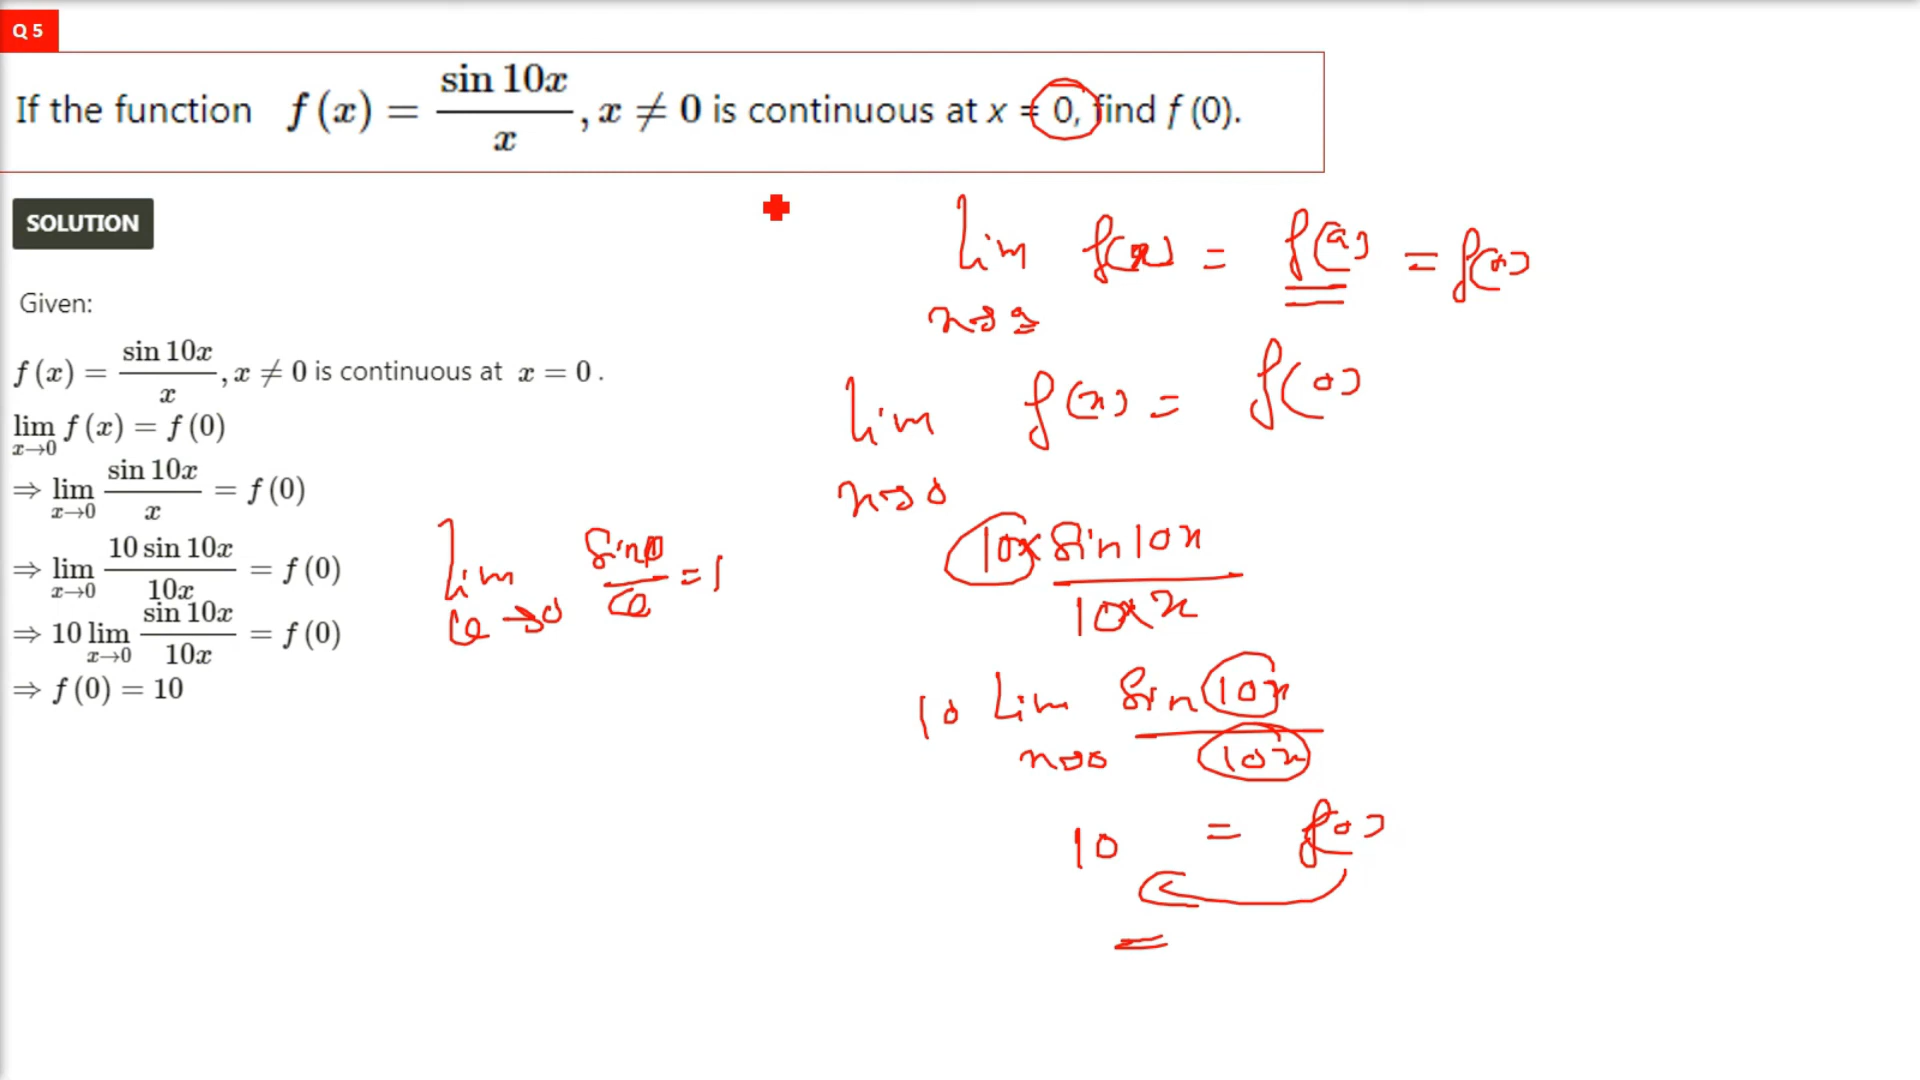 Q 5
If the function f(x) = sin 10x / x, x ≠ 0 is continuous at x = 0, find f (0).
SOLUTION
Given:
f(x) = sin 10x / x, x ≠ 0 is continuous at x = 0.
lim x→0 f(x) = f(0)
⇒ lim x→0 sin 10x / x = f(0)
⇒ lim x→0 10 sin 10x / 10x = f(0)
⇒ 10 lim x→0 sin 10x / 10x = f(0)
⇒ f(0) = 10
lim f(x) = f(a) = f(a)
x→a
lim f(x) = f(0)
x→0
10x sin 10x
10 x x
lim sin θ / θ = 1
θ→0
10 lim sin 10x / 10x
x→0
10 = f(0)